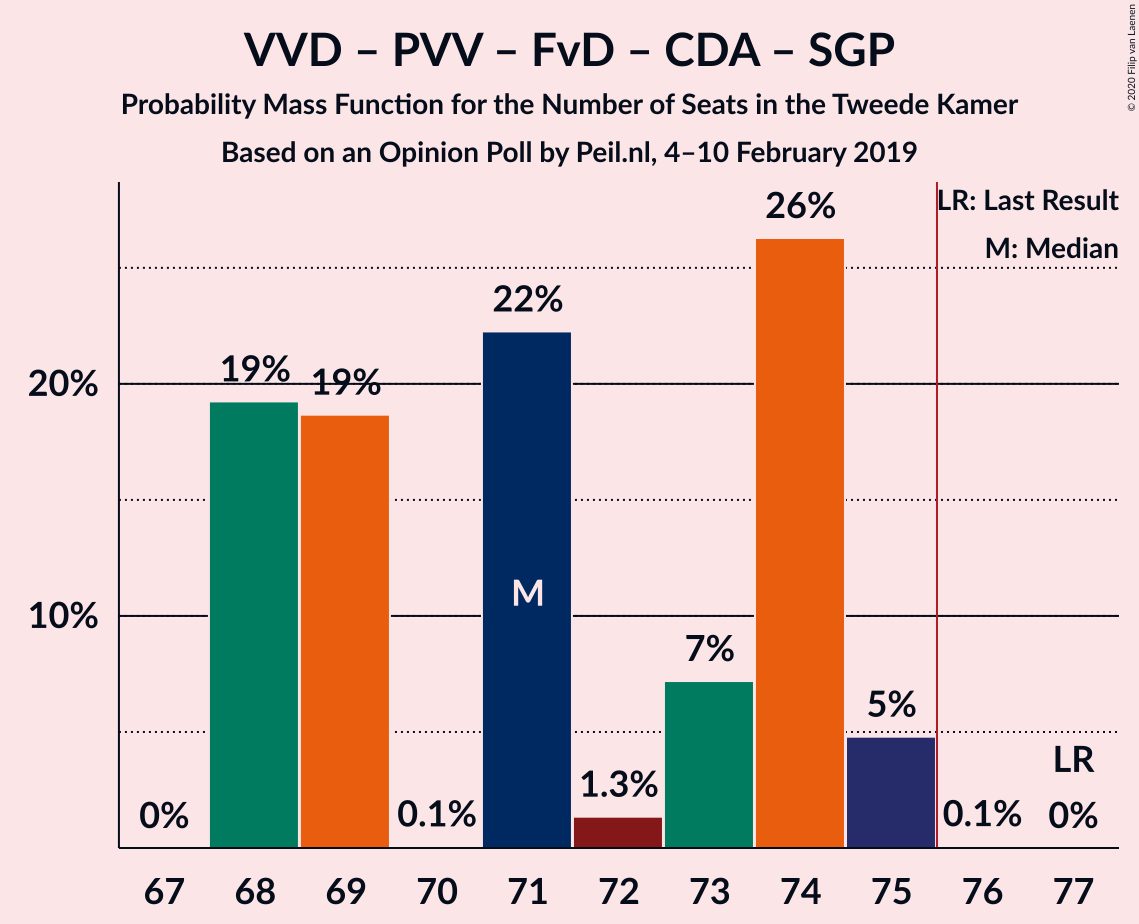 VVD – PVV – FvD – CDA – SGP
Probability Mass Function for the Number of Seats in the Tweede Kamer
Based on an Opinion Poll by Peil.nl, 4–10 February 2019
© 2020 Filip van Laenen
LR: Last Result
M: Median
20%
10%
0%
19%
19%
0.1%
22%
M
1.3%
7%
26%
5%
0.1%
LR
0%
67 68 69 70 71 72 73 74 75 76 77